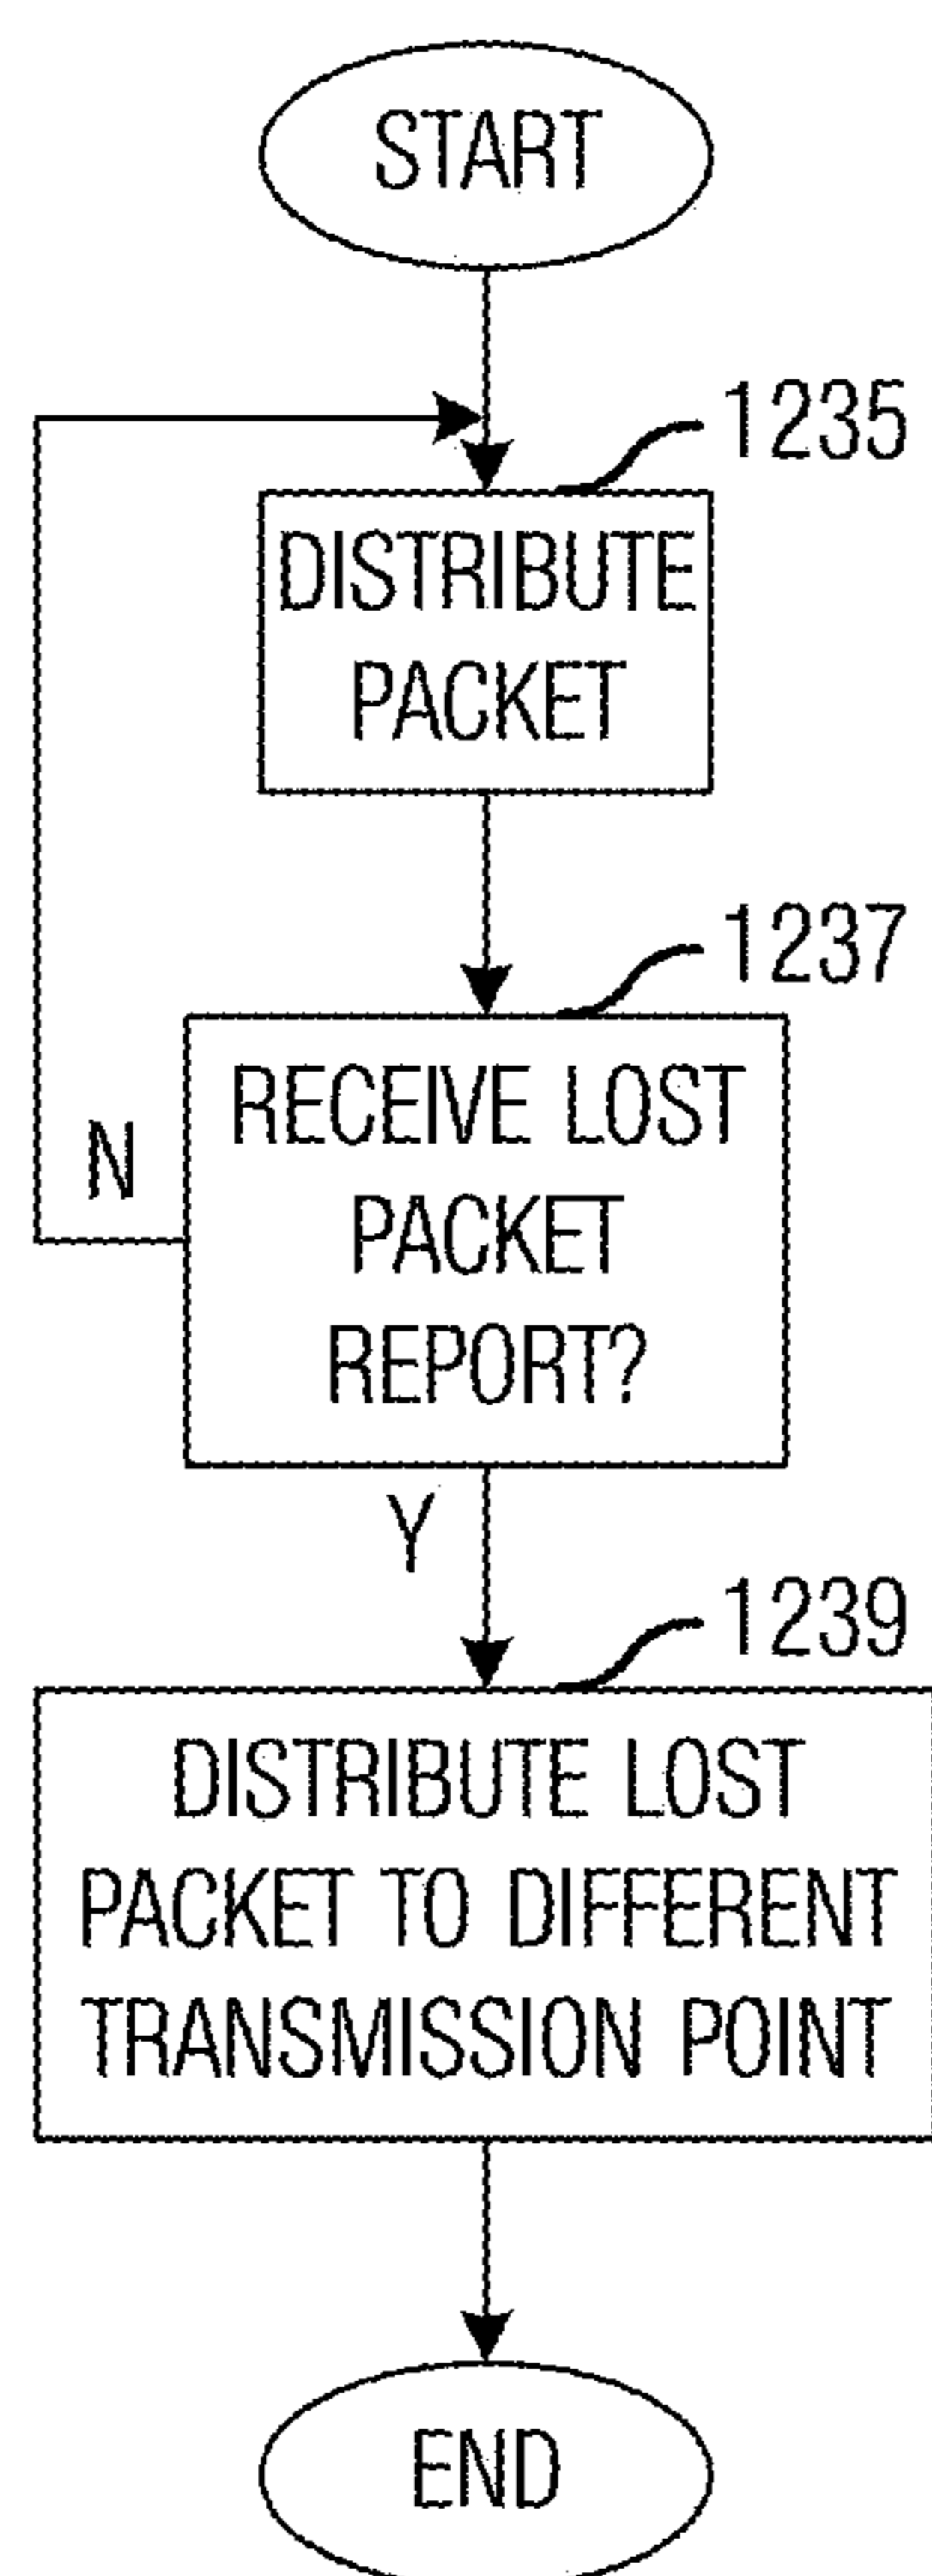 START
1235
DISTRIBUTE
PACKET
1237
RECEIVE LOST
PACKET
REPORT?
N
Y
1239
DISTRIBUTE LOST
PACKET TO DIFFERENT
TRANSMISSION POINT
END